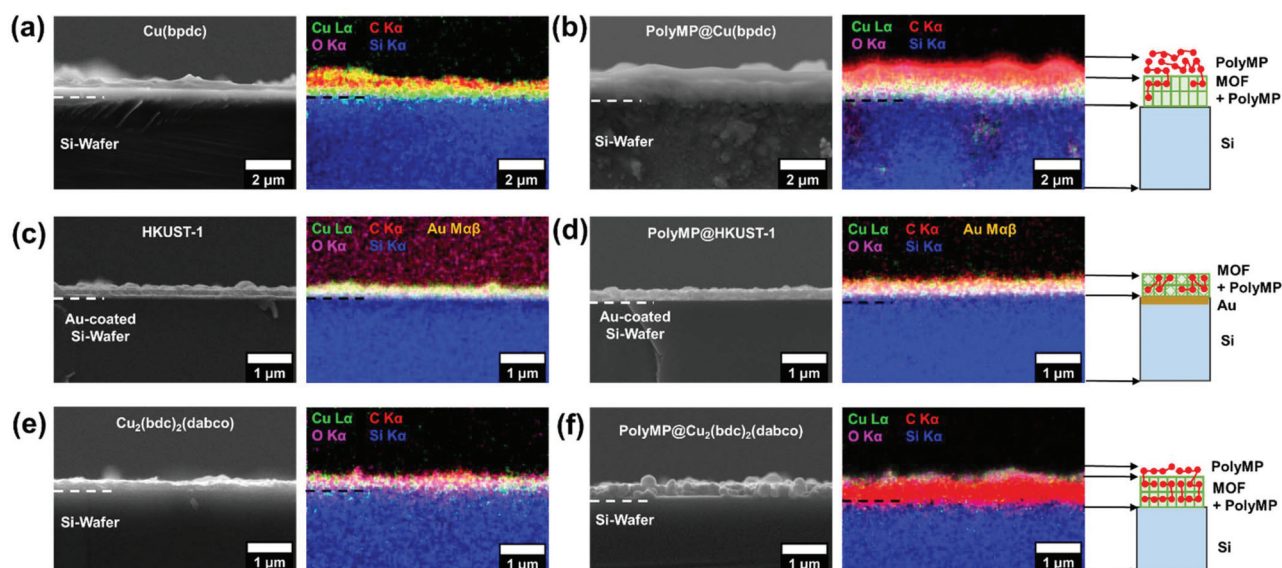 (a)
Cu(bpdc)
Si-Wafer
2 µm
Cu Lα C Kα
O Kα Si Kα
(b)
PolyMP@Cu(bpdc)
Si-Wafer
2 µm
Cu Lα C Kα
O Kα Si Kα
2 µm
PolyMP
MOF
+ PolyMP
Si
2 µm
(c)
HKUST-1
Au-coated
Si-Wafer
1 µm
Cu Lα C Kα Au Mαβ
O Kα Si Kα
1 µm
(d)
PolyMP@HKUST-1
Au-coated
Si-Wafer
1 µm
Cu Lα C Kα Au Mαβ
O Kα Si Kα
1 µm
MOF
+ PolyMP
Au
Si
(e)
Cu₂(bdc)₂(dabco)
Si-Wafer
1 µm
Cu Lα C Kα
O Kα Si Kα
1 µm
(f)
PolyMP@Cu₂(bdc)₂(dabco)
Si-Wafer
1 µm
Cu Lα C Kα
O Kα Si Kα
1 µm
PolyMP
MOF
+ PolyMP
Si